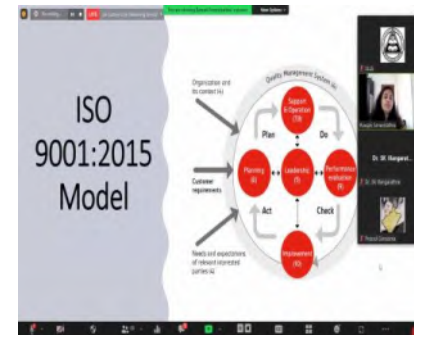 LIVE
ISO
9001:2015
Model
Organization and
its context (4)
Customer
requirements
Needs and expectations
of relevant interested
parties (4)
Quality Management System (4)
Support
& Operation
(7,8)
Plan
Do
Planning
(6)
Leadership
(5)
Performance
evaluation
(9)
Act
Check
Improvement
(10)